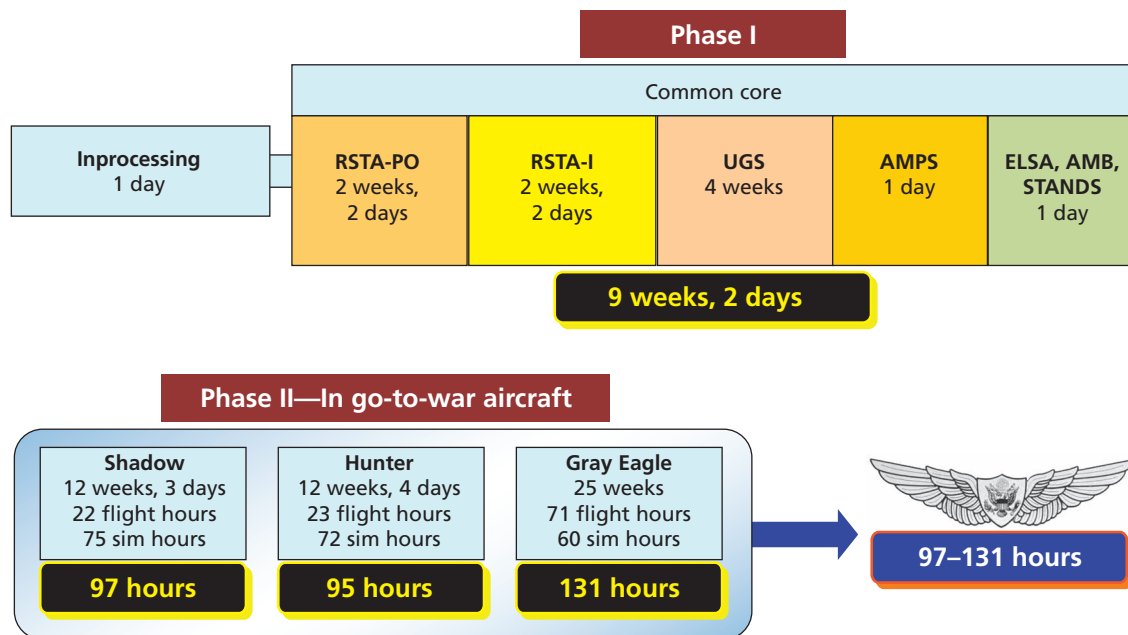 Phase I
Common core
Inprocessing
1 day
RSTA-PO
2 weeks,
2 days
RSTA-I
2 weeks,
2 days
UGS
4 weeks
AMPS
1 day
ELSA, AMB,
STANDS
1 day
9 weeks, 2 days
Phase II—In go-to-war aircraft
Shadow
12 weeks, 3 days
22 flight hours
75 sim hours
97 hours
Hunter
12 weeks, 4 days
23 flight hours
72 sim hours
95 hours
Gray Eagle
25 weeks
71 flight hours
60 sim hours
131 hours
97–131 hours